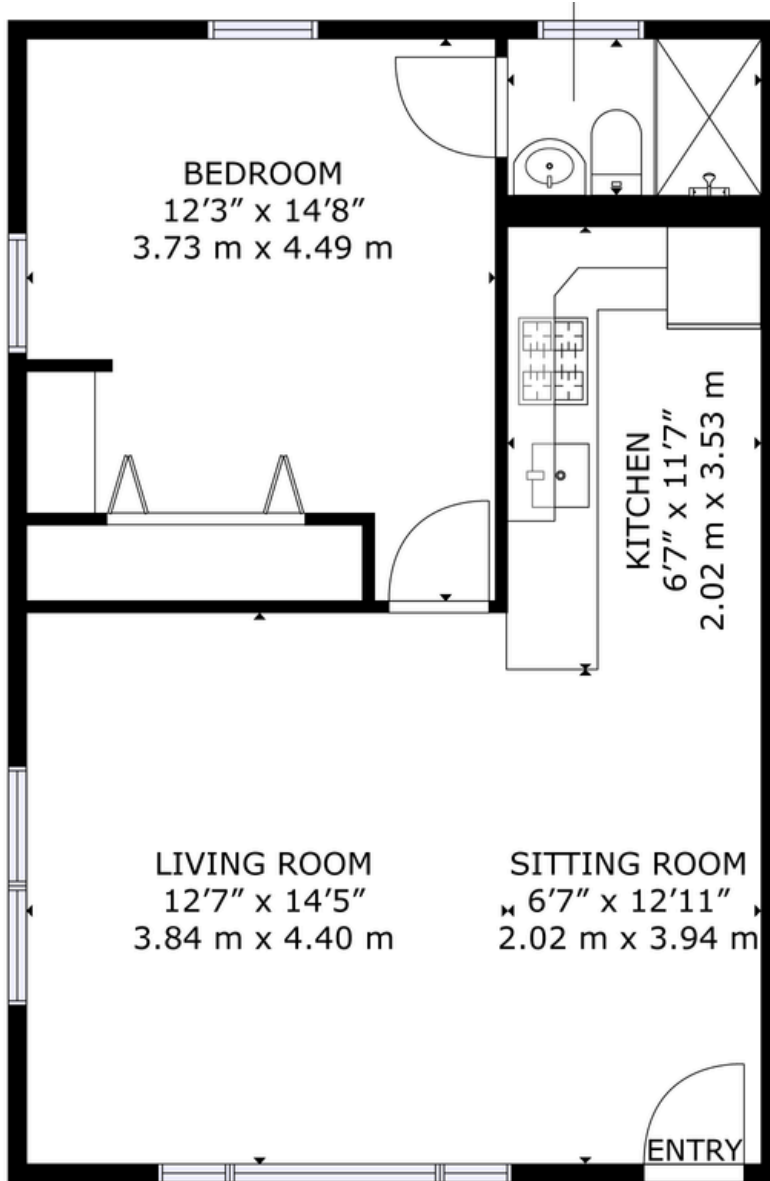 BEDROOM
12’3” x 14’8”
3.73 m x 4.49 m
KITCHEN
6’7” x 11’7”
2.02 m x 3.53 m
LIVING ROOM
12’7” x 14’5”
3.84 m x 4.40 m
SITTING ROOM
6’7” x 12’11”
2.02 m x 3.94 m
ENTRY